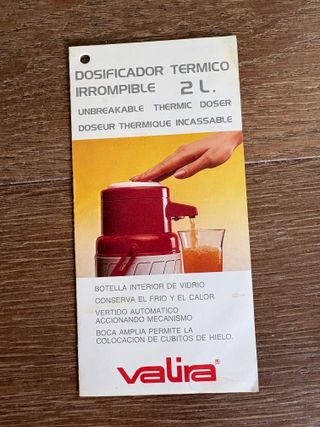 DOSIFICADOR TERMICO
IRROMPIBLE 2 L.
UNBREAKABLE THERMIC DOSER
DOSEUR THERMIQUE INCASSABLE
BOTELLA INTERIOR DE VIDRIO
CONSERVA EL FRIO Y EL CALOR
VERTIDO AUTOMATICO
ACCIONANDO MECANISMO
BOCA AMPLIA PERMITE LA
COLOCACION DE CUBITOS DE HIELO.
valira®